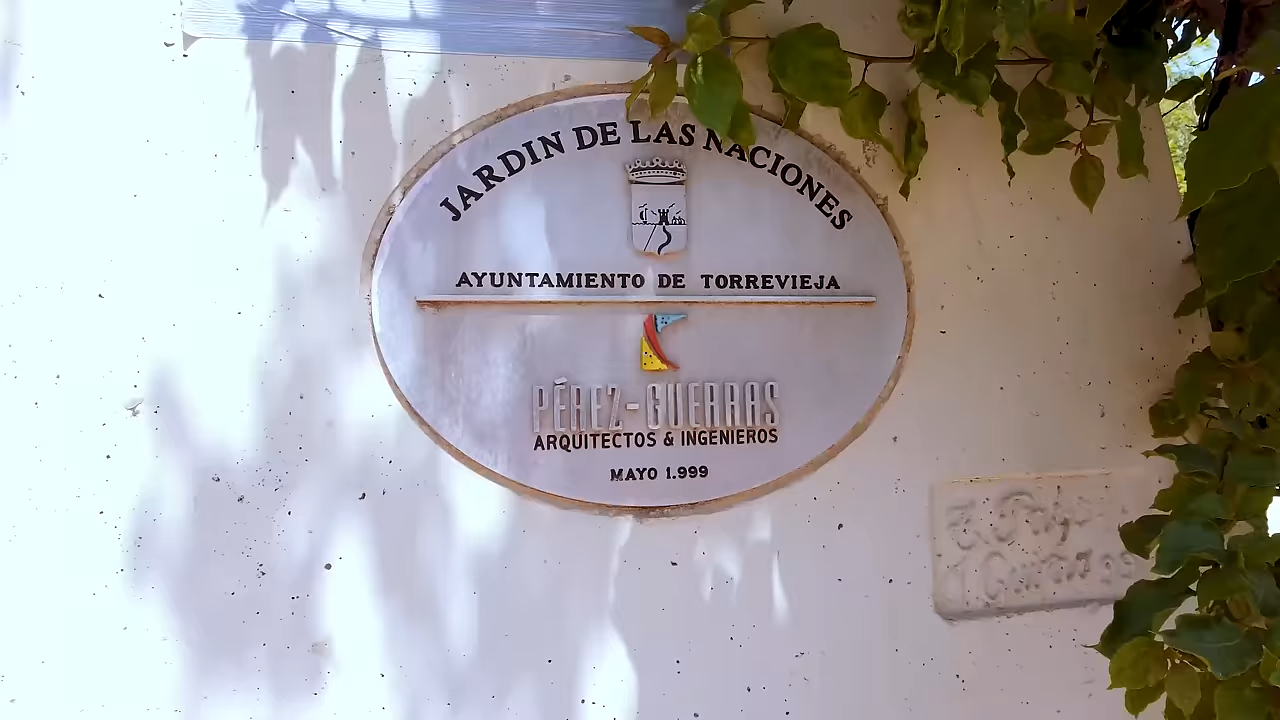 JARDIN DE LAS NACIONES
AYUNTAMIENTO DE TORREVIEJA
PÉREZ-GUERRAS
ARQUITECTOS & INGENIEROS
MAYO 1.999